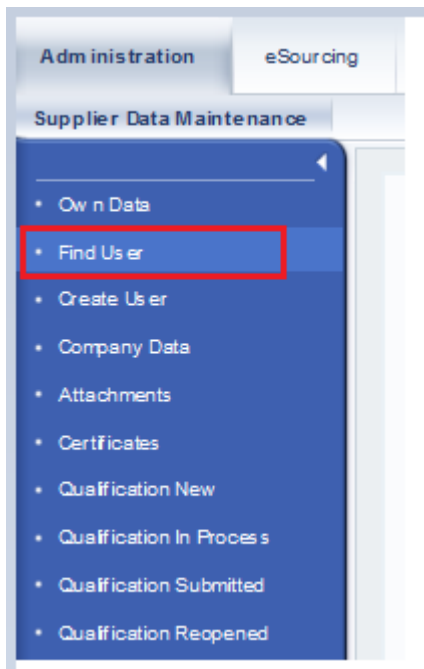 Administration eSourcing
Supplier Data Maintenance
Own Data
Find User
Create User
Company Data
Attachments
Certificates
Qualification New
Qualification In Process
Qualification Submitted
Qualification Reopened